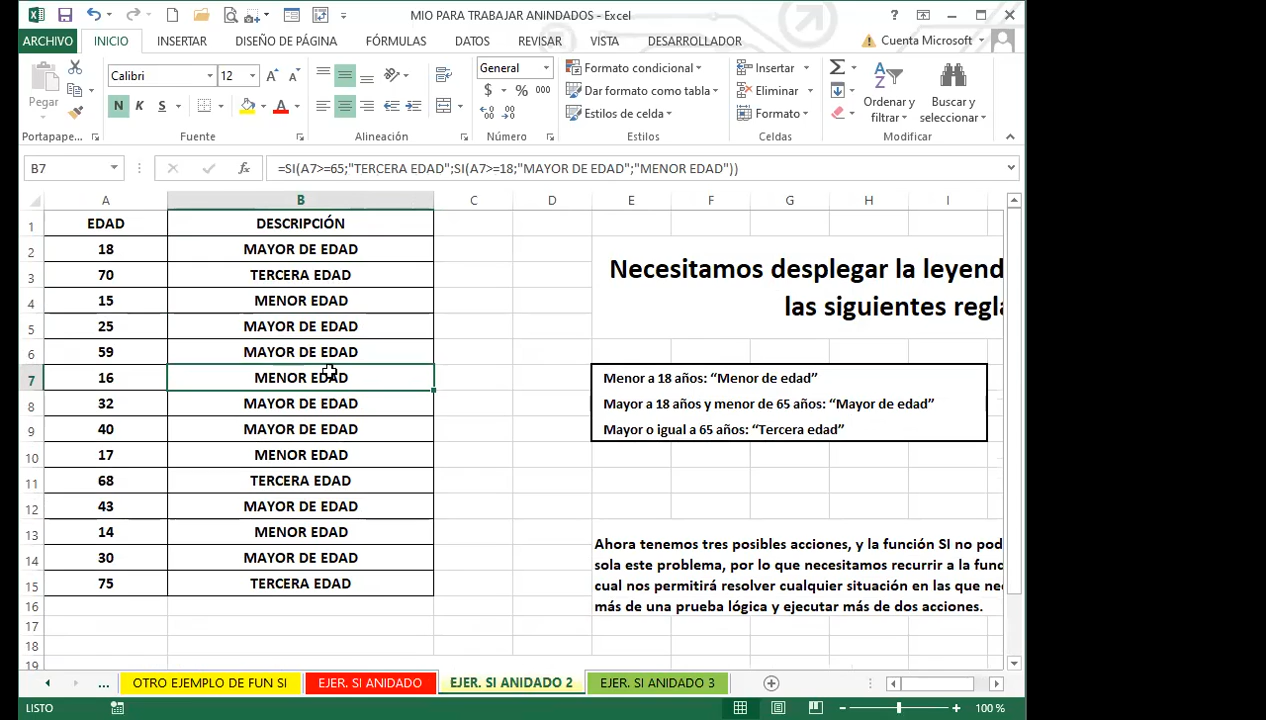 MIO PARA TRABAJAR ANINDADOS - Excel
ARCHIVO INICIO INSERTAR DISEÑO DE PÁGINA FÓRMULAS DATOS REVISAR VISTA DESARROLLADOR Cuenta Microsoft
Pegar
Calibri 12
N K S
General
$ % 000
Formato condicional
Dar formato como tabla
Estilos de celda
Insertar
Eliminar
Formato
Ordenar y filtrar
Buscar y seleccionar
Portapape... Fuente Alineación Número Estilos Celdas Modificar
B7 fx =SI(A7>=65;"TERCERA EDAD";SI(A7>=18;"MAYOR DE EDAD";"MENOR EDAD"))
A B C D E F G H I
1 EDAD DESCRIPCIÓN
2 18 MAYOR DE EDAD
3 70 TERCERA EDAD
4 15 MENOR EDAD
5 25 MAYOR DE EDAD
6 59 MAYOR DE EDAD
7 16 MENOR EDAD
8 32 MAYOR DE EDAD
9 40 MAYOR DE EDAD
10 17 MENOR EDAD
11 68 TERCERA EDAD
12 43 MAYOR DE EDAD
13 14 MENOR EDAD
14 30 MAYOR DE EDAD
15 75 TERCERA EDAD
16
17
18
19
Necesitamos desplegar la leyend
las siguientes regla
Menor a 18 años: “Menor de edad”
Mayor a 18 años y menor de 65 años: “Mayor de edad”
Mayor o igual a 65 años: “Tercera edad”
Ahora tenemos tres posibles acciones, y la función SI no pod
sola este problema, por lo que necesitamos recurrir a la func
cual nos permitirá resolver cualquier situación en las que ne
más de una prueba lógica y ejecutar más de dos acciones.
... OTRO EJEMPLO DE FUN SI EJER. SI ANIDADO EJER. SI ANIDADO 2 EJER. SI ANIDADO 3
LISTO 100 %